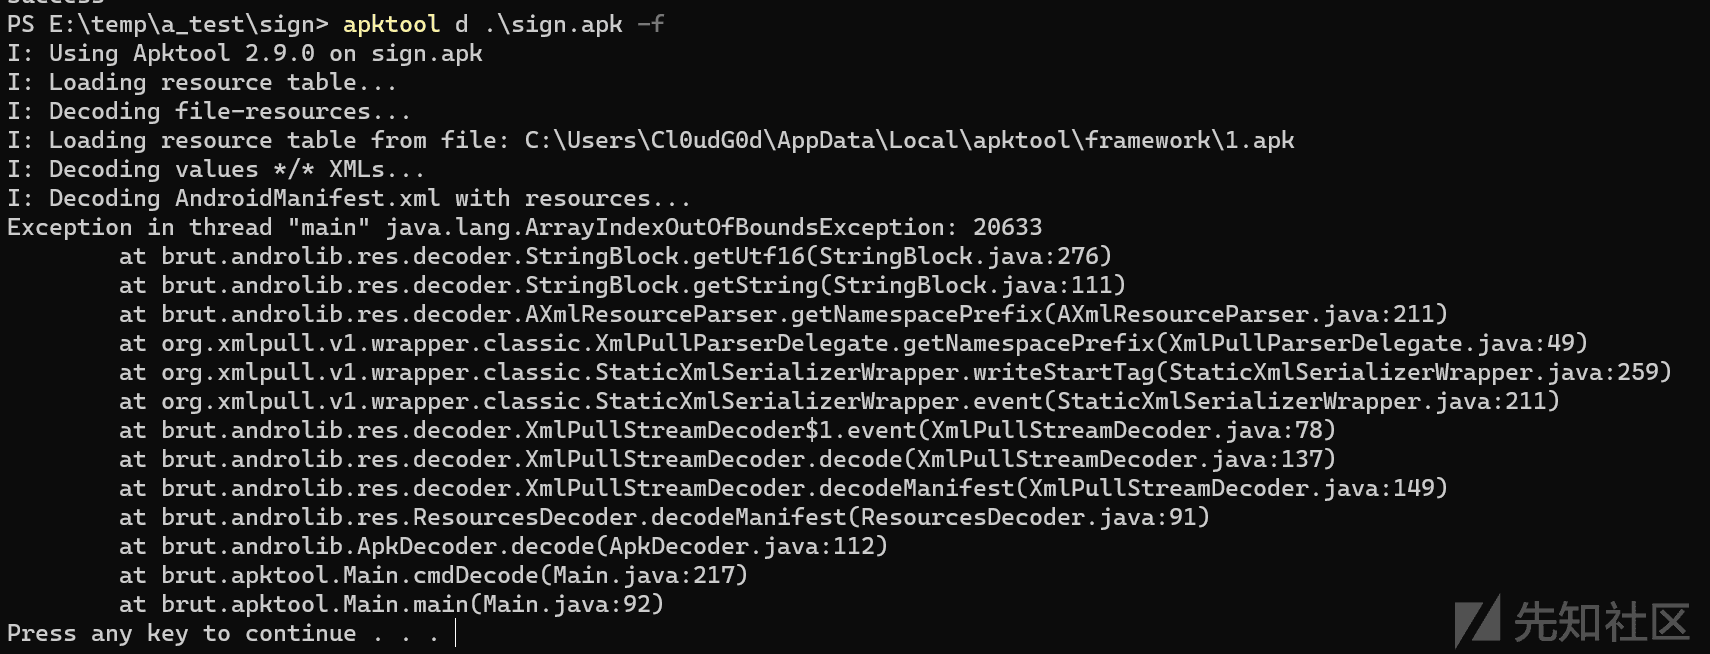 success
PS E:\temp\a_test\sign> apktool d .\sign.apk -f
I: Using Apktool 2.9.0 on sign.apk
I: Loading resource table...
I: Decoding file-resources...
I: Loading resource table from file: C:\Users\Cl0udG0d\AppData\Local\apktool\framework\1.apk
I: Decoding values */* XMLs...
I: Decoding AndroidManifest.xml with resources...
Exception in thread "main" java.lang.ArrayIndexOutOfBoundsException: 20633
        at brut.androlib.res.decoder.StringBlock.getUtf16(StringBlock.java:276)
        at brut.androlib.res.decoder.StringBlock.getString(StringBlock.java:111)
        at brut.androlib.res.decoder.AXmlResourceParser.getNamespacePrefix(AXmlResourceParser.java:211)
        at org.xmlpull.v1.wrapper.classic.XmlPullParserDelegate.getNamespacePrefix(XmlPullParserDelegate.java:49)
        at org.xmlpull.v1.wrapper.classic.StaticXmlSerializerWrapper.writeStartTag(StaticXmlSerializerWrapper.java:259)
        at org.xmlpull.v1.wrapper.classic.StaticXmlSerializerWrapper.event(StaticXmlSerializerWrapper.java:211)
        at brut.androlib.res.decoder.XmlPullStreamDecoder$1.event(XmlPullStreamDecoder.java:78)
        at brut.androlib.res.decoder.XmlPullStreamDecoder.decode(XmlPullStreamDecoder.java:137)
        at brut.androlib.res.decoder.XmlPullStreamDecoder.decodeManifest(XmlPullStreamDecoder.java:149)
        at brut.androlib.res.ResourcesDecoder.decodeManifest(ResourcesDecoder.java:91)
        at brut.androlib.ApkDecoder.decode(ApkDecoder.java:112)
        at brut.apktool.Main.cmdDecode(Main.java:217)
        at brut.apktool.Main.main(Main.java:92)
Press any key to continue . . .
先知社区